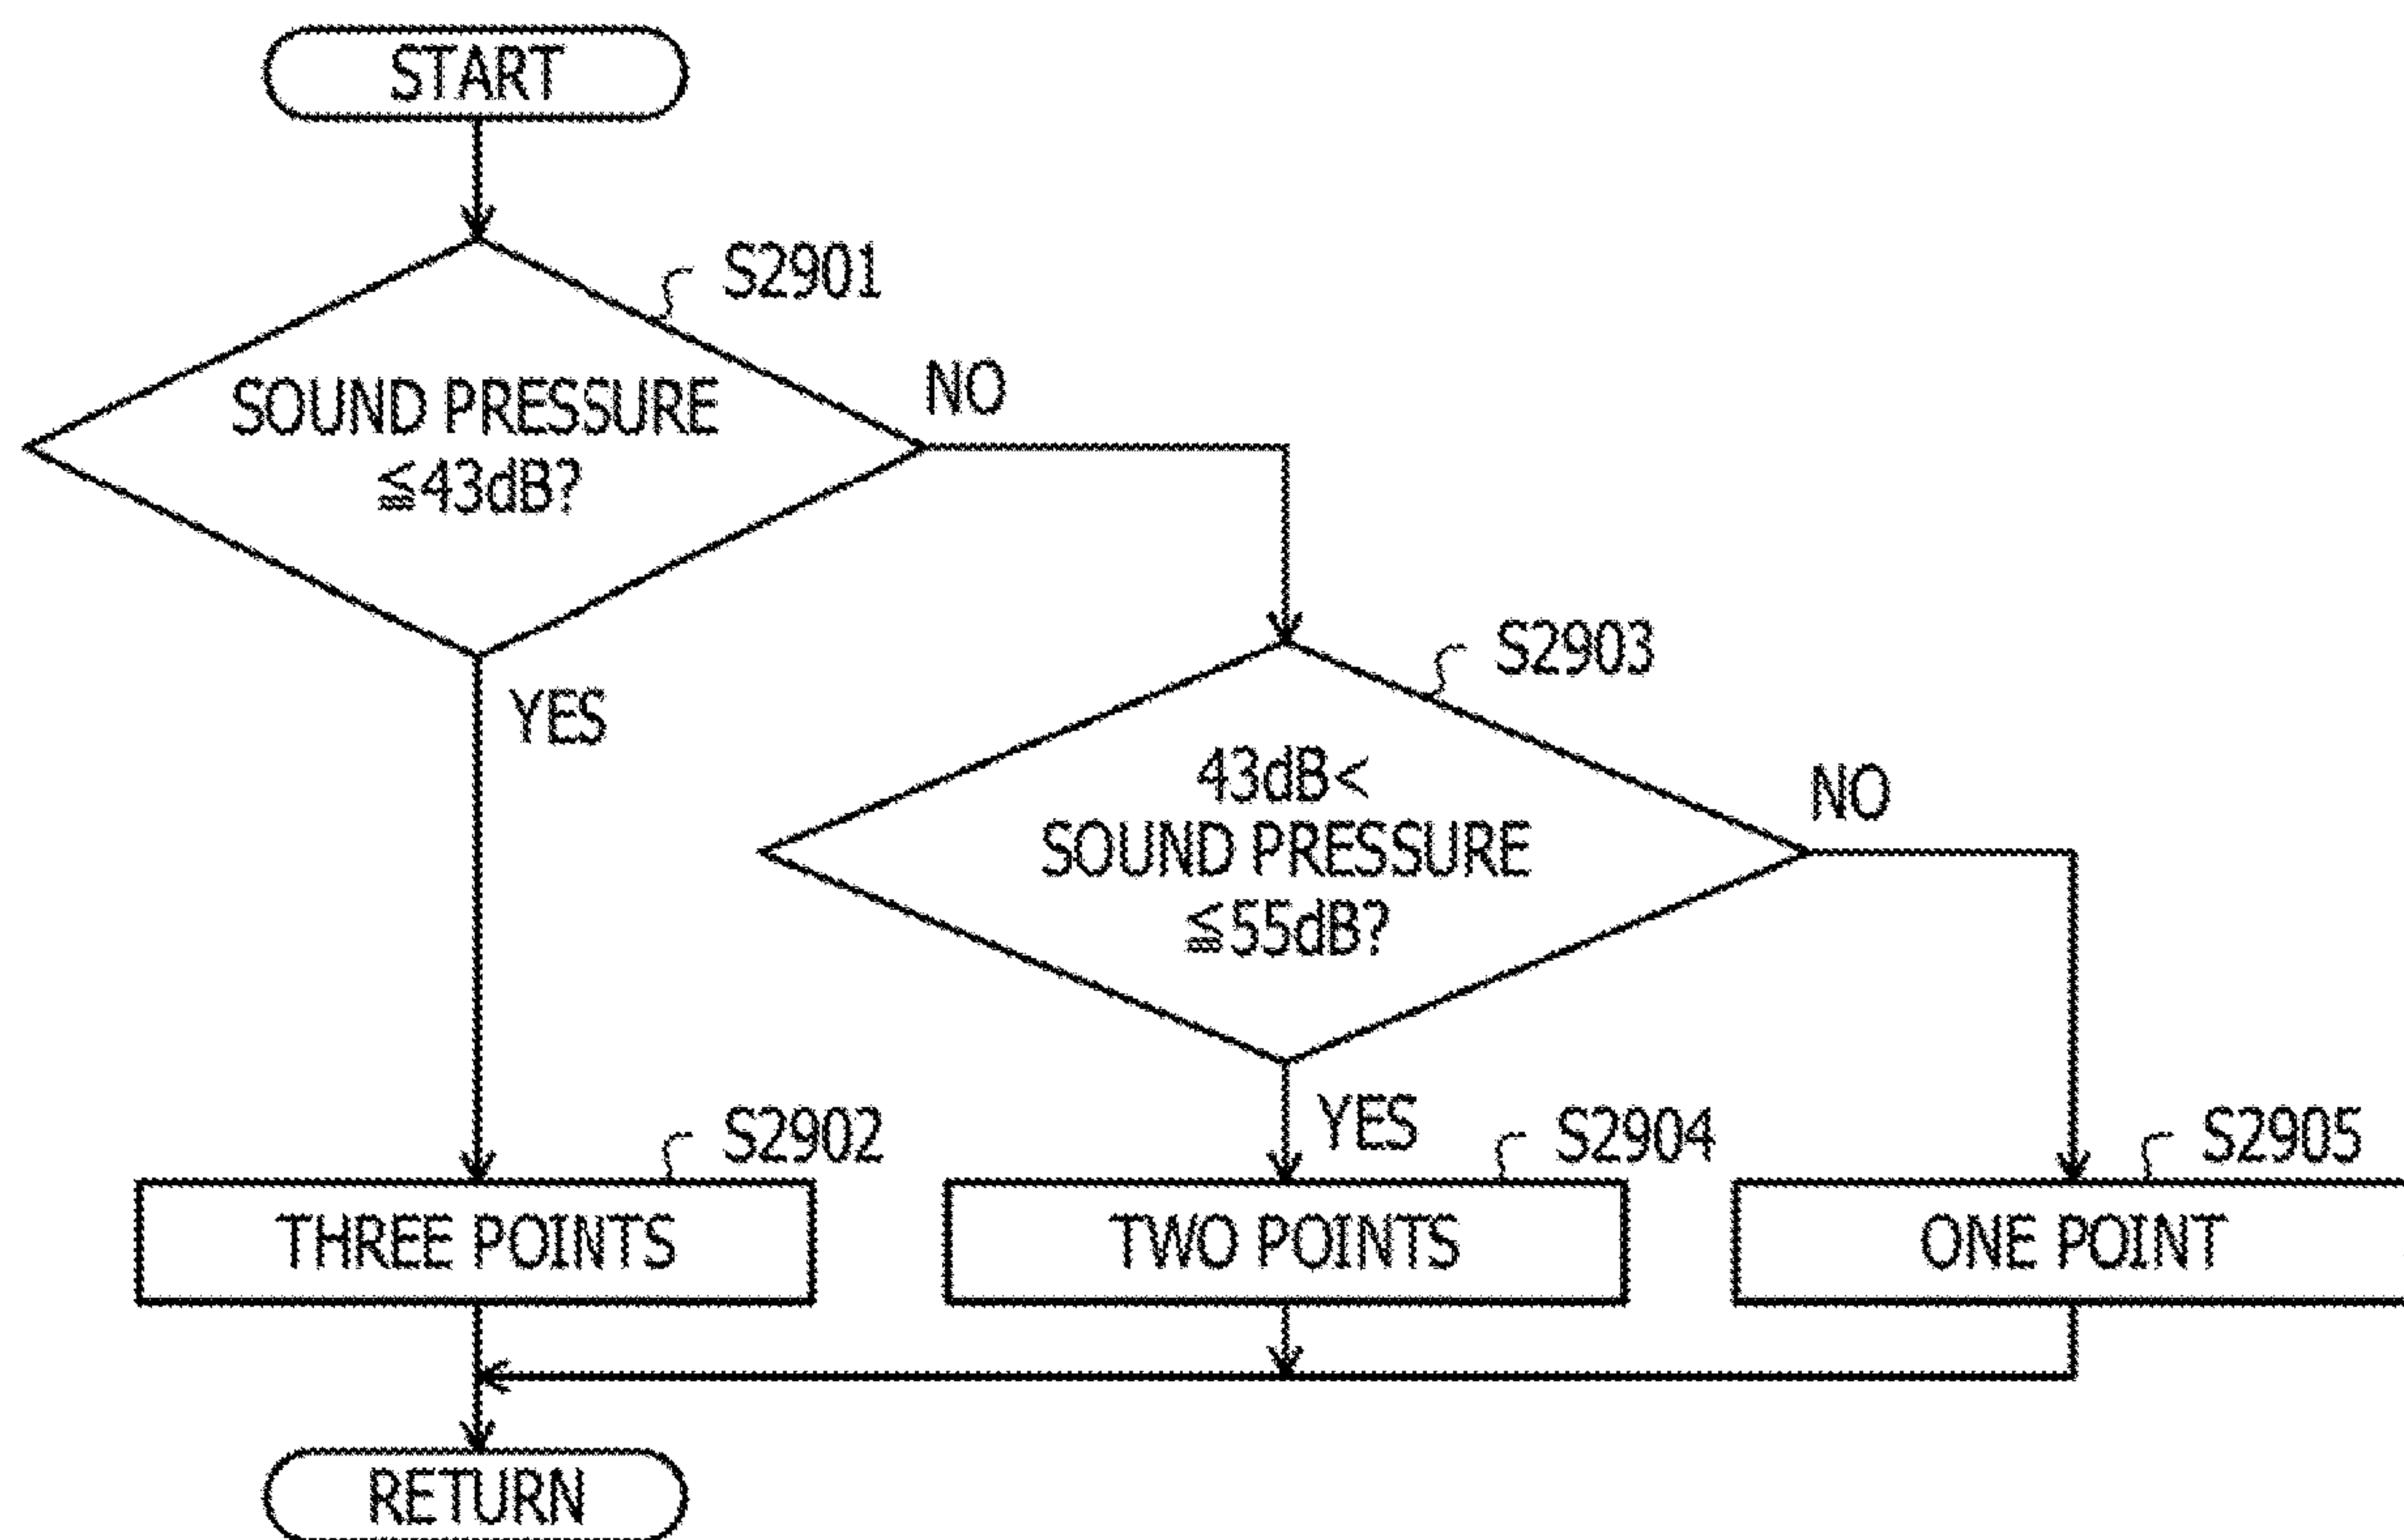 START
S2901
SOUND PRESSURE
≦43dB?
NO
YES
S2903
43dB<
SOUND PRESSURE
≦55dB?
NO
YES
S2902
THREE POINTS
S2904
TWO POINTS
S2905
ONE POINT
RETURN